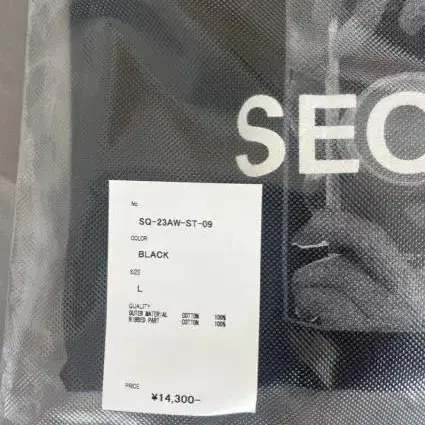 SEC
No.
SQ-23AW-ST-09
COLOR
BLACK
SIZE
L
QUALITY
OUTER MATERIAL COTTON 100%
RIBBED PART COTTON 100%
PRICE
¥14,300-